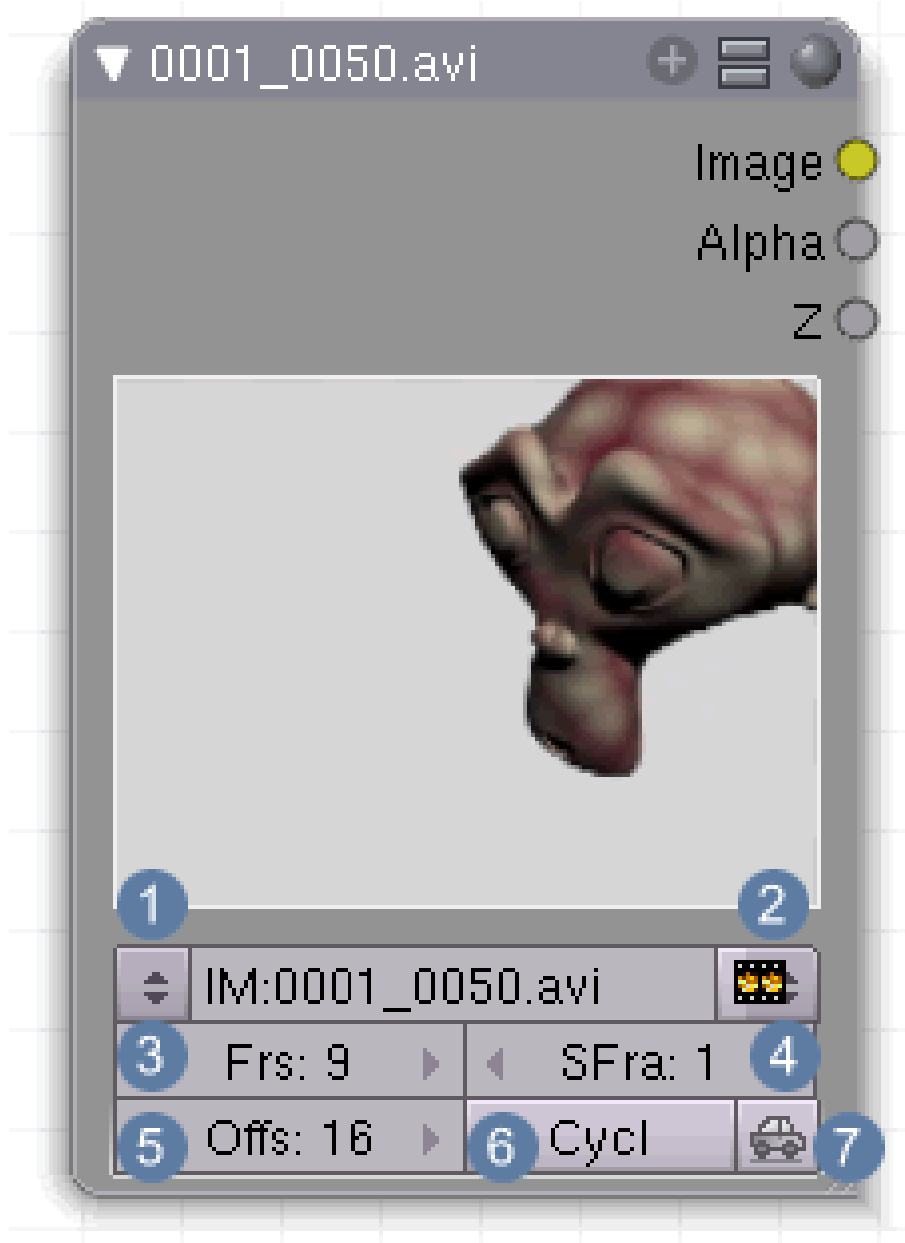 0001_0050.avi
Image
Alpha
Z
1 2
IM:0001_0050.avi
3 Frs: 9 SFra: 1 4
5 Offs: 16 6 Cycl 7